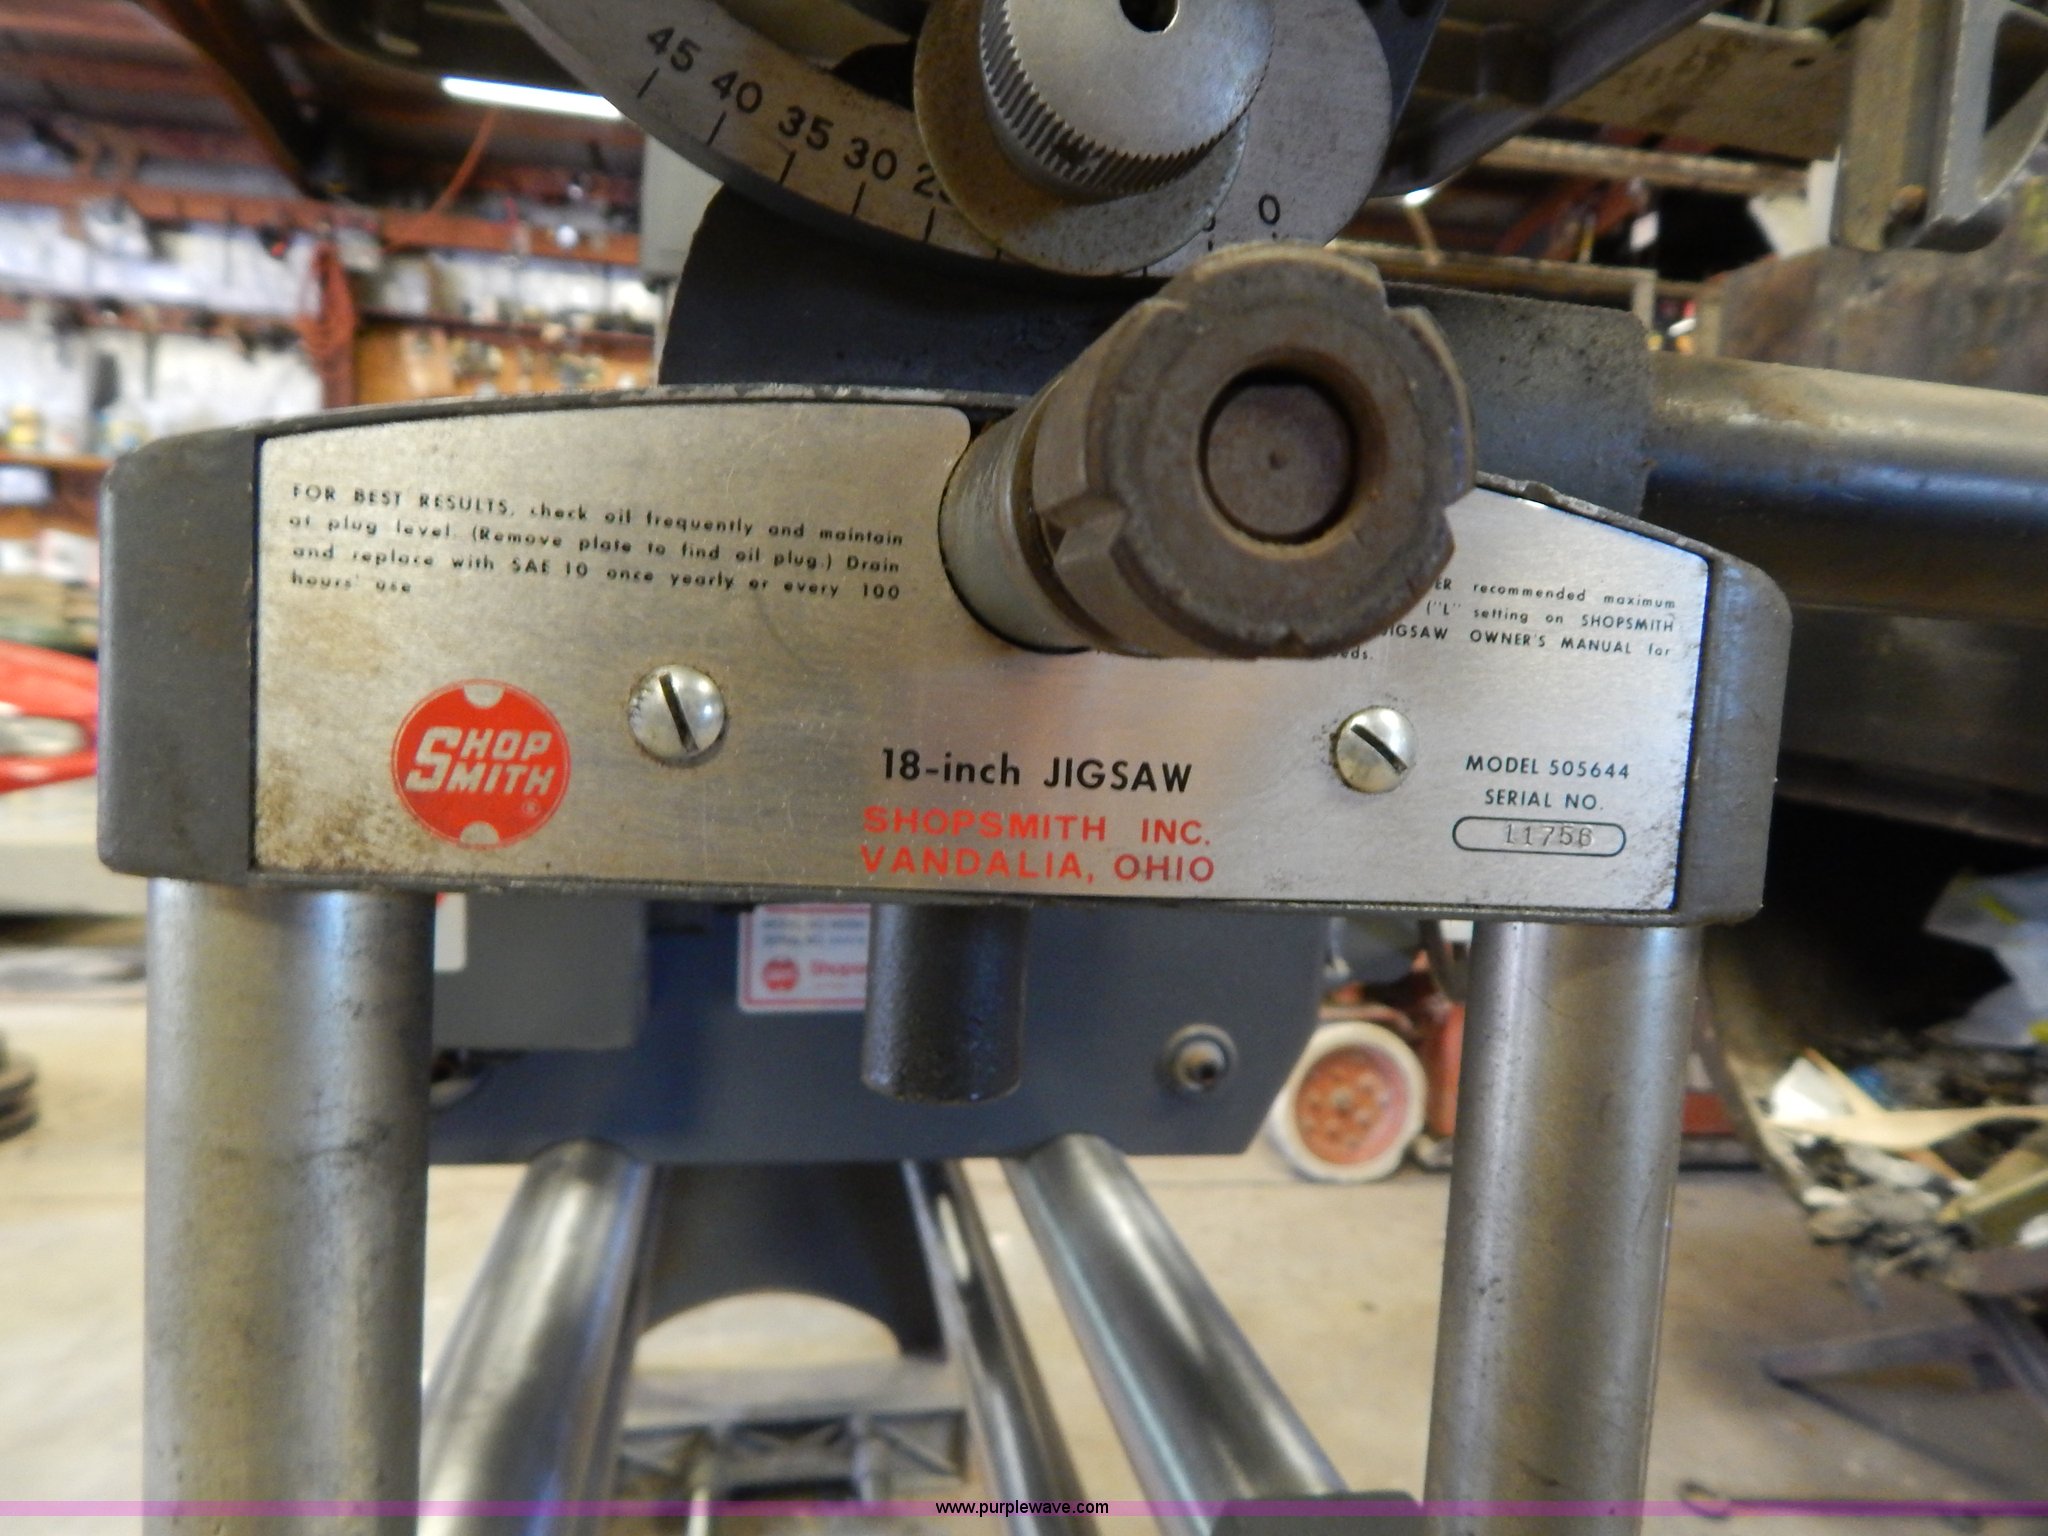 45 40 35 30
0
FOR BEST RESULTS, check oil frequently and maintain
at plug level. (Remove plate to find oil plug.) Drain
and replace with SAE 10 once yearly or every 100
hours' use
recommended maximum
("L" setting on SHOPSMITH
JIGSAW OWNER'S MANUAL for
SHOP
SMITH
®
18-inch JIGSAW
SHOPSMITH INC.
VANDALIA, OHIO
MODEL 505644
SERIAL NO.
11756
www.purplewave.com